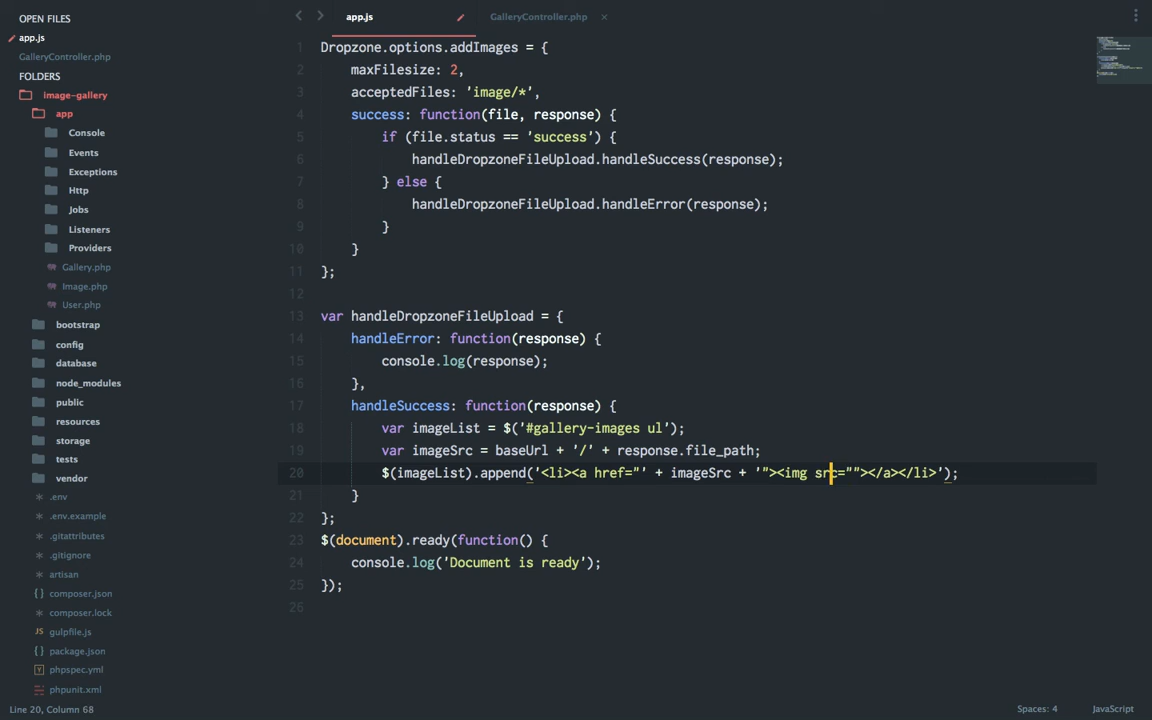 OPEN FILES
app.js
GalleryController.php
FOLDERS
image-gallery
app
Console
Events
Exceptions
Http
Jobs
Listeners
Providers
Gallery.php
Image.php
User.php
bootstrap
config
database
node_modules
public
resources
storage
tests
vendor
.env
.env.example
.gitattributes
.gitignore
artisan
composer.json
composer.lock
gulpfile.js
package.json
phpspec.yml
phpunit.xml
app.js GalleryController.php
1 Dropzone.options.addImages = {
2 maxFilesize: 2,
3 acceptedFiles: 'image/*',
4 success: function(file, response) {
5 if (file.status == 'success') {
6 handleDropzoneFileUpload.handleSuccess(response);
7 } else {
8 handleDropzoneFileUpload.handleError(response);
9 }
10 }
11 };
12
13 var handleDropzoneFileUpload = {
14 handleError: function(response) {
15 console.log(response);
16 },
17 handleSuccess: function(response) {
18 var imageList = $('#gallery-images ul');
19 var imageSrc = baseUrl + '/' + response.file_path;
20 $(imageList).append('<li><a href="' + imageSrc + '"><img src=""></a></li>');
21 }
22 };
23 $(document).ready(function() {
24 console.log('Document is ready');
25 });
26
Line 20, Column 68 Spaces: 4 JavaScript